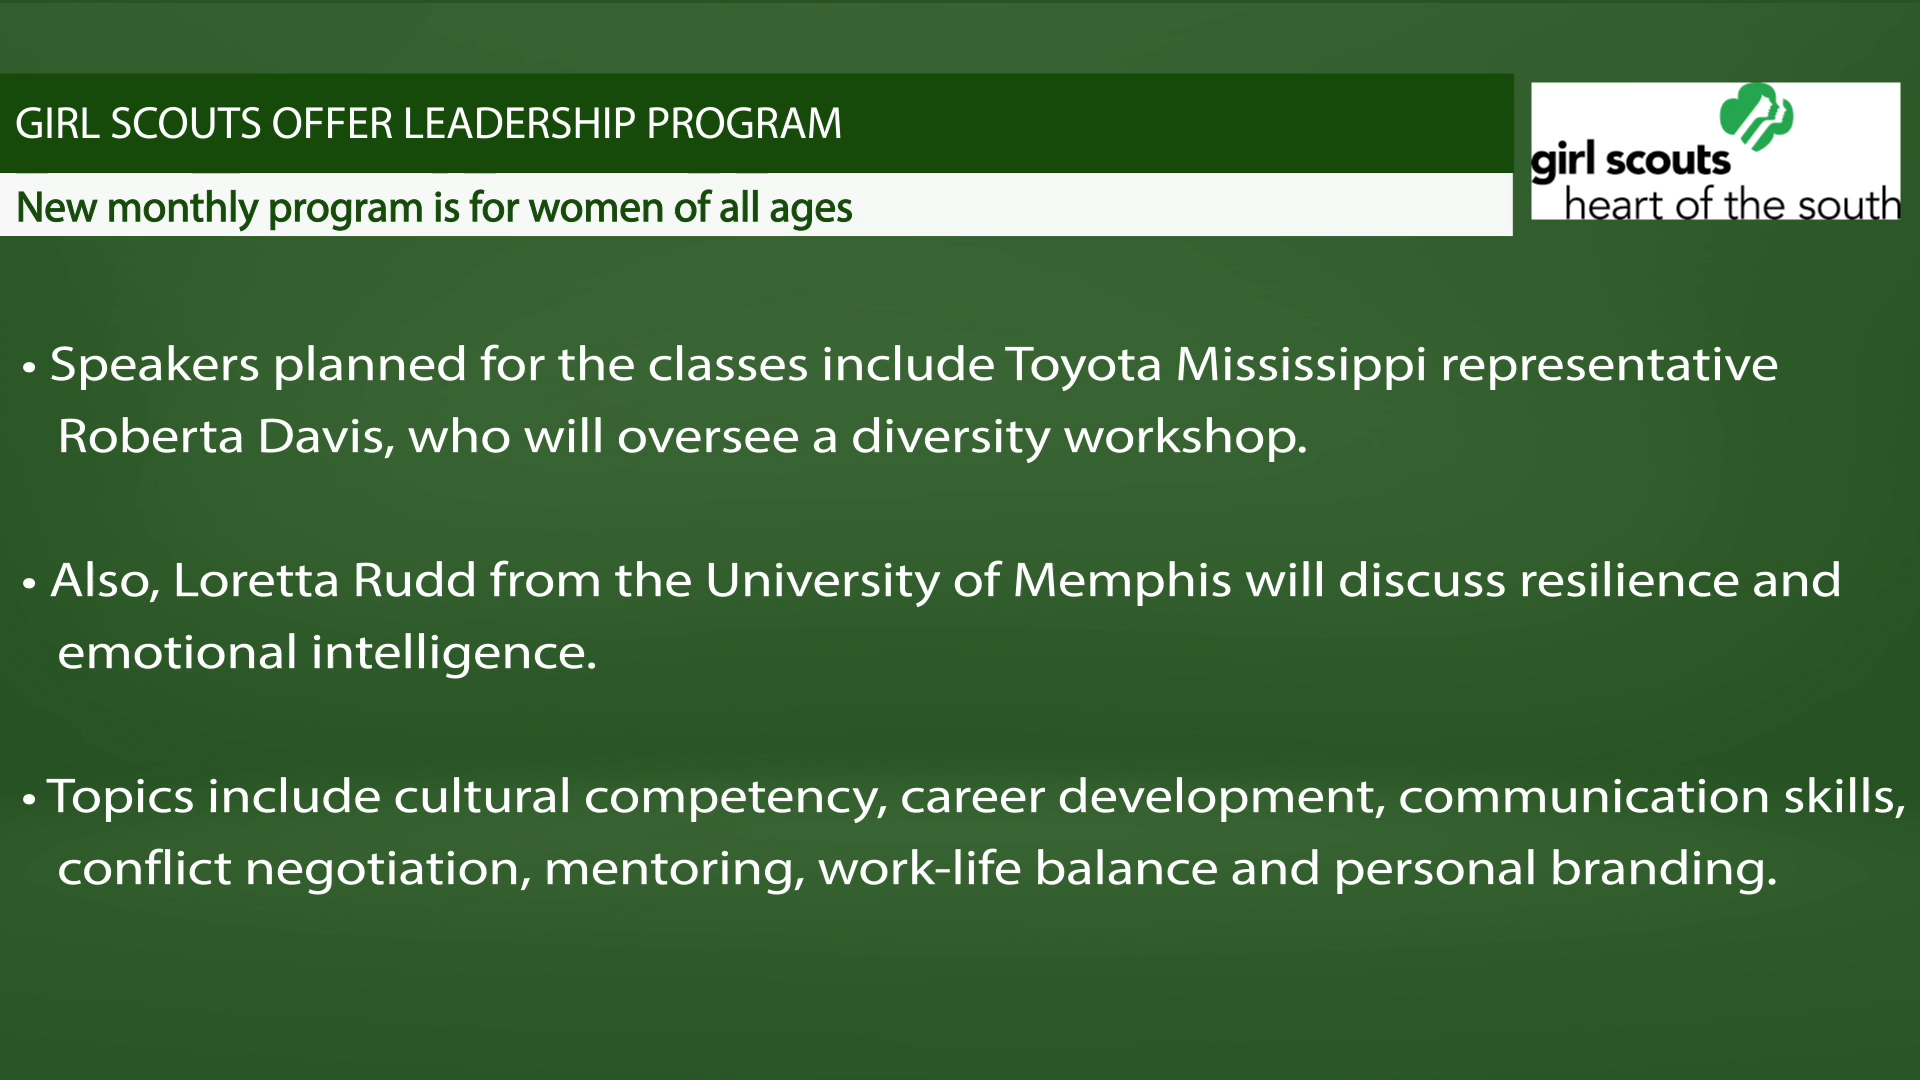 GIRL SCOUTS OFFER LEADERSHIP PROGRAM
New monthly program is for women of all ages
girl scouts
heart of the south
• Speakers planned for the classes include Toyota Mississippi representative
Roberta Davis, who will oversee a diversity workshop.
• Also, Loretta Rudd from the University of Memphis will discuss resilience and
emotional intelligence.
• Topics include cultural competency, career development, communication skills,
conflict negotiation, mentoring, work-life balance and personal branding.